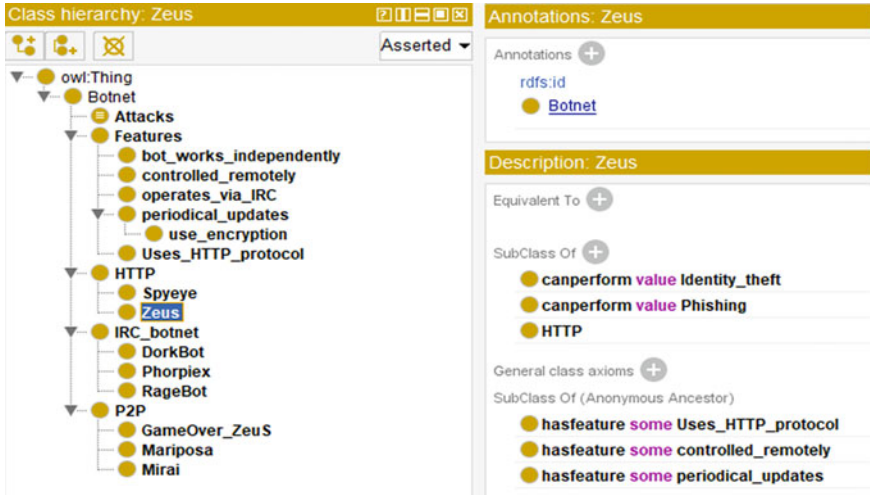 Class hierarchy: Zeus
Asserted
owl:Thing
Botnet
Attacks
Features
bot_works_independently
controlled_remotely
operates_via_IRC
periodical_updates
use_encryption
Uses_HTTP_protocol
HTTP
Spyeye
Zeus
IRC_botnet
DorkBot
Phorpiex
RageBot
P2P
GameOver_ZeuS
Mariposa
Mirai
Annotations: Zeus
Annotations
rdfs:id
Botnet
Description: Zeus
Equivalent To
SubClass Of
canperform value Identity_theft
canperform value Phishing
HTTP
General class axioms
SubClass Of (Anonymous Ancestor)
hasfeature some Uses_HTTP_protocol
hasfeature some controlled_remotely
hasfeature some periodical_updates